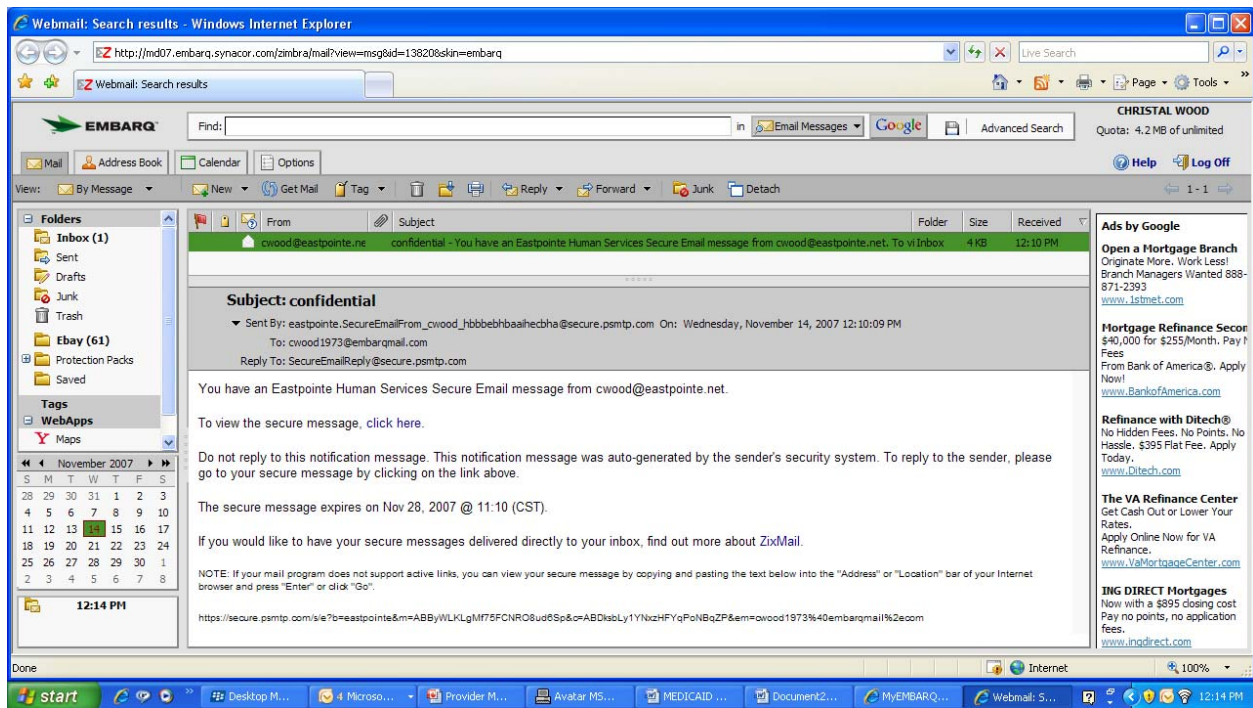 Webmail: Search results - Windows Internet Explorer
http://md07.embarq.synacor.com/zimbra/mail?view=msg&id=13820&skin=embarq
Live Search
Webmail: Search results
Page
Tools
EMBARQ
Find:
in
Email Messages
Google
Advanced Search
CHRISTAL WOOD
Quota: 4.2 MB of unlimited
Mail
Address Book
Calendar
Options
Help
Log Off
View:
By Message
New
Get Mail
Tag
Reply
Forward
Junk
Detach
1 - 1
Folders
Inbox (1)
Sent
Drafts
Junk
Trash
Ebay (61)
Protection Packs
Saved
Tags
WebApps
Maps
November 2007
S M T W T F S
28 29 30 31 1 2 3
4 5 6 7 8 9 10
11 12 13 14 15 16 17
18 19 20 21 22 23 24
25 26 27 28 29 30 1
2 3 4 5 6 7 8
12:14 PM
From Subject Folder Size Received
cwood@eastpointe.ne confidential - You have an Eastpointe Human Services Secure Email message from cwood@eastpointe.net. To vi Inbox 4 KB 12:10 PM
Subject: confidential
Sent By: eastpointe.SecureEmailFrom_cwood_hbbbebhbaaihecbha@secure.psmtp.com On: Wednesday, November 14, 2007 12:10:09 PM
To: cwood1973@embarqmail.com
Reply To: SecureEmailReply@secure.psmtp.com
You have an Eastpointe Human Services Secure Email message from cwood@eastpointe.net.
To view the secure message, click here.
Do not reply to this notification message. This notification message was auto-generated by the sender's security system. To reply to the sender, please
go to your secure message by clicking on the link above.
The secure message expires on Nov 28, 2007 @ 11:10 (CST).
If you would like to have your secure messages delivered directly to your inbox, find out more about ZixMail.
NOTE: If your mail program does not support active links, you can view your secure message by copying and pasting the text below into the "Address" or "Location" bar of your Internet
browser and press "Enter" or click "Go".
https://secure.psmtp.com/s/e?b=eastpointe&m=ABByWLKLgMf75FCNRO8ud6Sp&c=ABDksbLy1YNxzHFYqPoNBqZP&em=cwood1973%40embarqmail%2ecom
Ads by Google
Open a Mortgage Branch
Originate More. Work Less!
Branch Managers Wanted 888-
871-2393
www.1stmet.com
Mortgage Refinance Secon
$40,000 for $255/Month. Pay N
Fees
From Bank of America®. Apply
Now!
www.BankofAmerica.com
Refinance with Ditech®
No Hidden Fees. No Points. No
Hassle. $395 Flat Fee. Apply
Today.
www.Ditech.com
The VA Refinance Center
Get Cash Out or Lower Your
Rates.
Apply Online Now for VA
Refinance.
www.VaMortgageCenter.com
ING DIRECT Mortgages
Now with a $895 closing cost
Pay no points, no application
fees.
www.ingdirect.com
Done
Internet
100%
start
Desktop M...
4 Microso...
Provider M...
Avatar MS...
MEDICAID ...
Document2...
MyEMBARQ...
Webmail: S...
12:14 PM